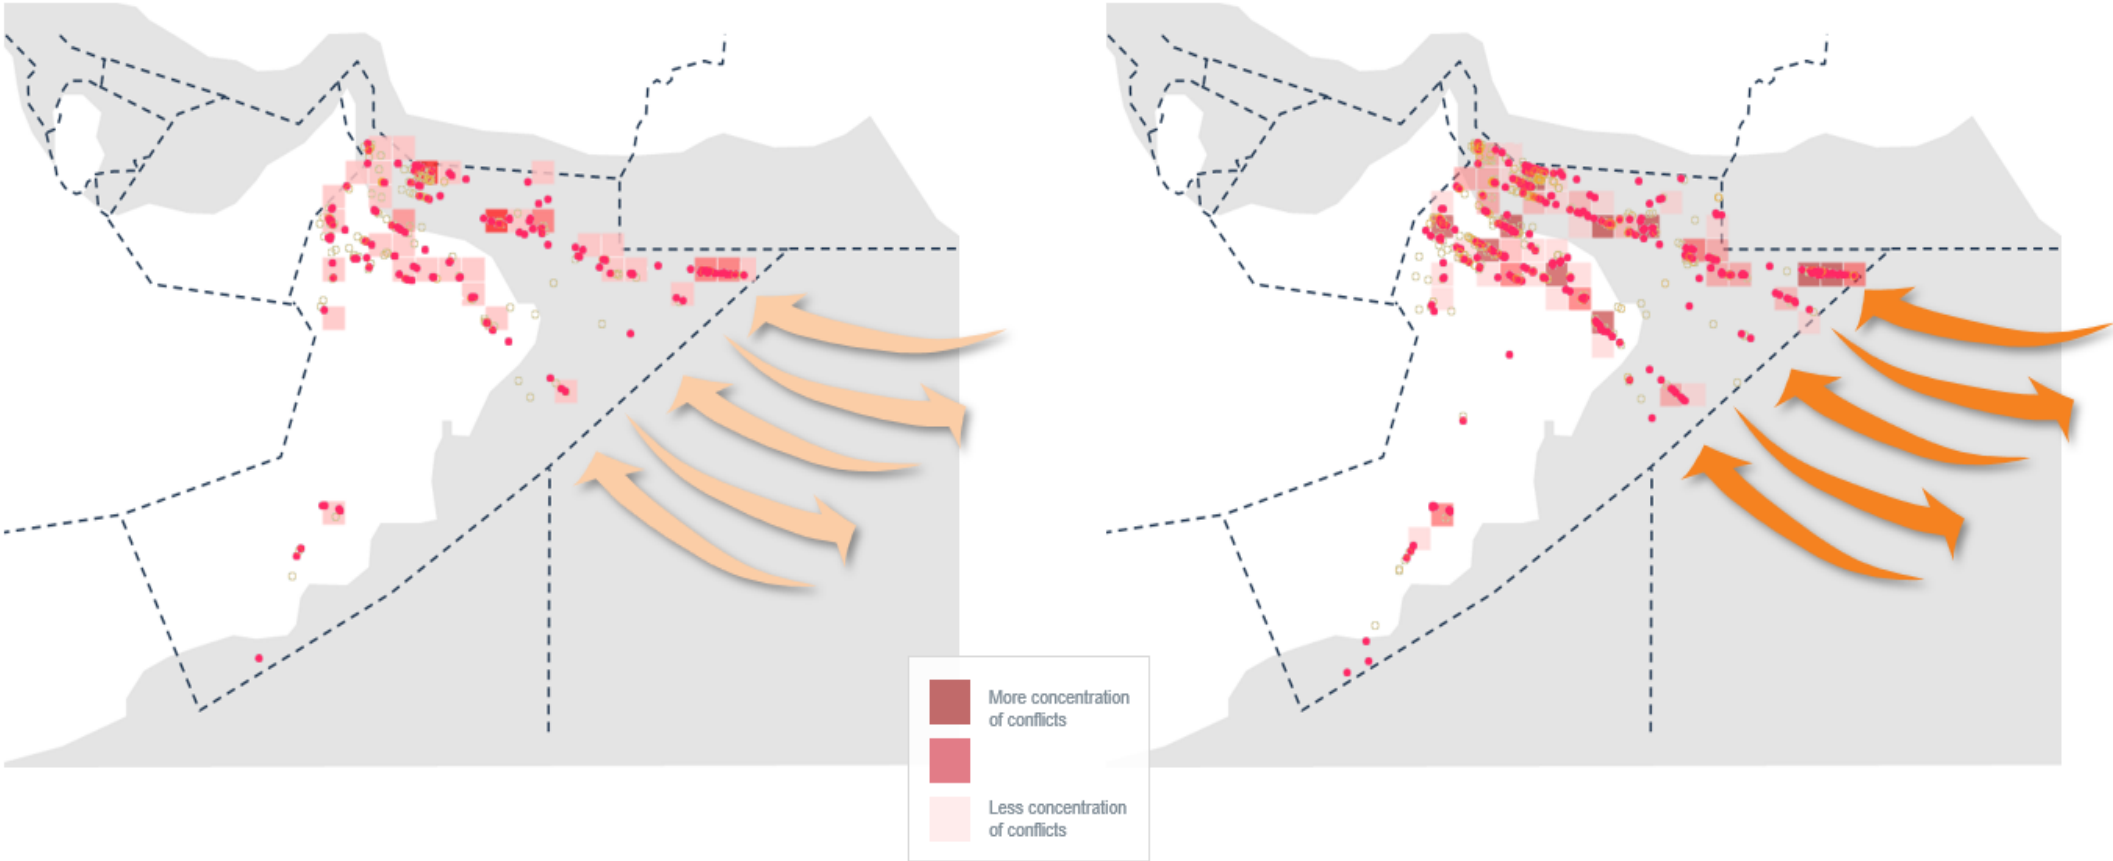 More concentration
of conflicts
Less concentration
of conflicts